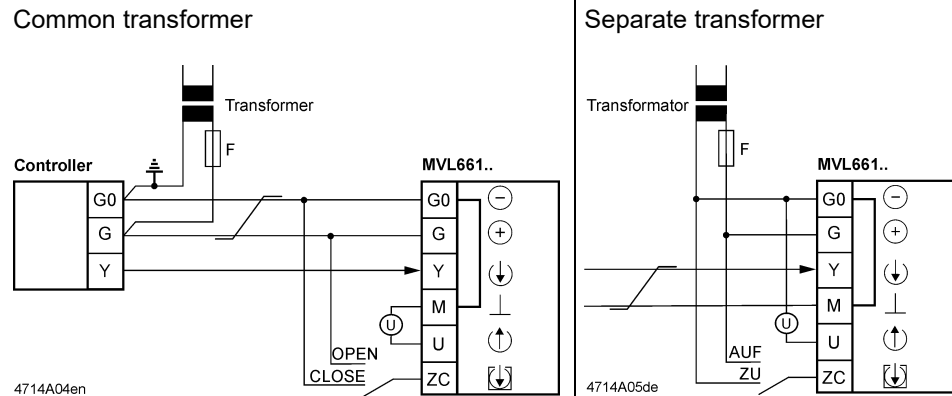 Common transformer
Transformer
F
Controller
MVL661..
G0
G0
G
G
Y
Y
M
U
U
OPEN
CLOSE
ZC
4714A04en
Separate transformer
Transformator
F
MVL661..
G0
G
Y
M
U
U
AUF
ZU
ZC
4714A05de